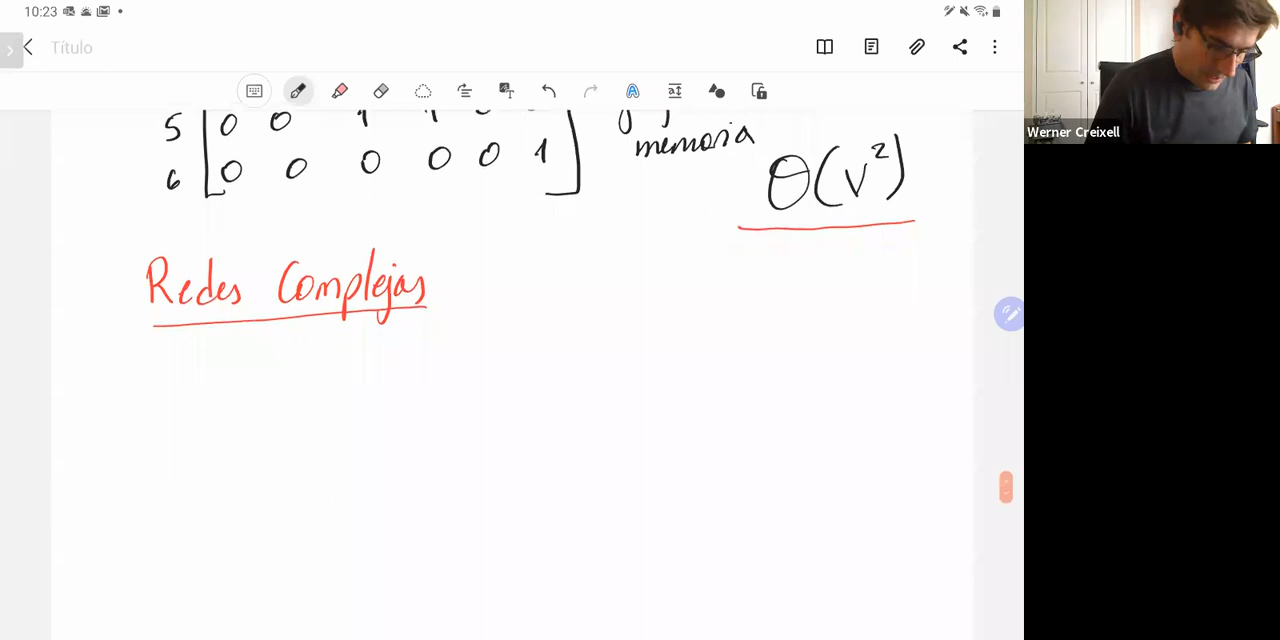 10:23
Título
Werner Creixell
5 0 0 1 1
memoria
6 0 0 0 0 0 1
Θ(V²)
Redes Complejas